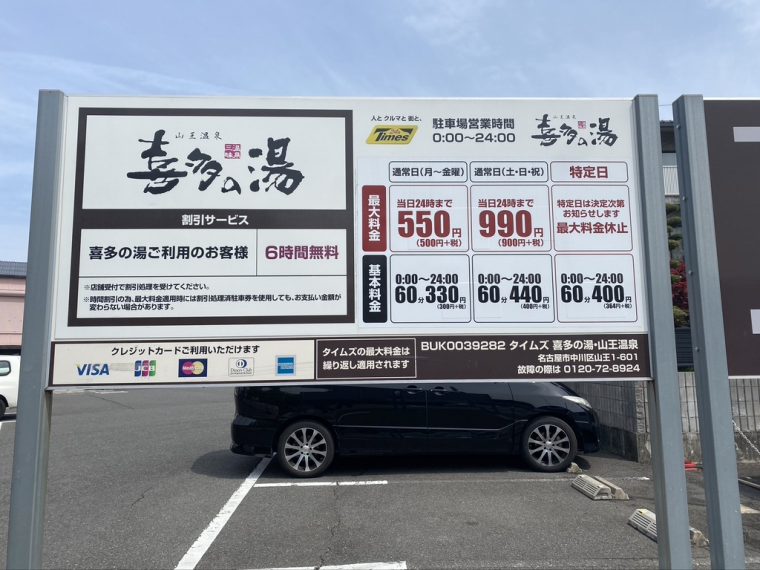 山王温泉
喜多の湯
温泉三昧
割引サービス
喜多の湯ご利用のお客様
6時間無料
※店舗受付で割引処理を受けてください。
※時間割引の為、最大料金適用時には割引処理済駐車券を使用しても、お支払い金額が
変わらない場合があります。
人と クルマと 街と、
Times
駐車場営業時間
0:00～24:00
山王温泉
喜多の湯
通常日(月～金曜)
通常日(土・日・祝)
特定日
最大料金
当日24時まで
550円
(500円+税)
当日24時まで
990円
(900円+税)
特定日は決定次第
お知らせします
最大料金休止
基本料金
0:00～24:00
60分330円
(300円+税)
0:00～24:00
60分440円
(400円+税)
0:00～24:00
60分400円
(364円+税)
クレジットカードご利用いただけます
VISA
JCB
MasterCard
Diners Club
タイムズの最大料金は
繰り返し適用されます
BUK0039282 タイムズ 喜多の湯・山王温泉
名古屋市中川区山王1-601
故障の際は 0120-72-8924